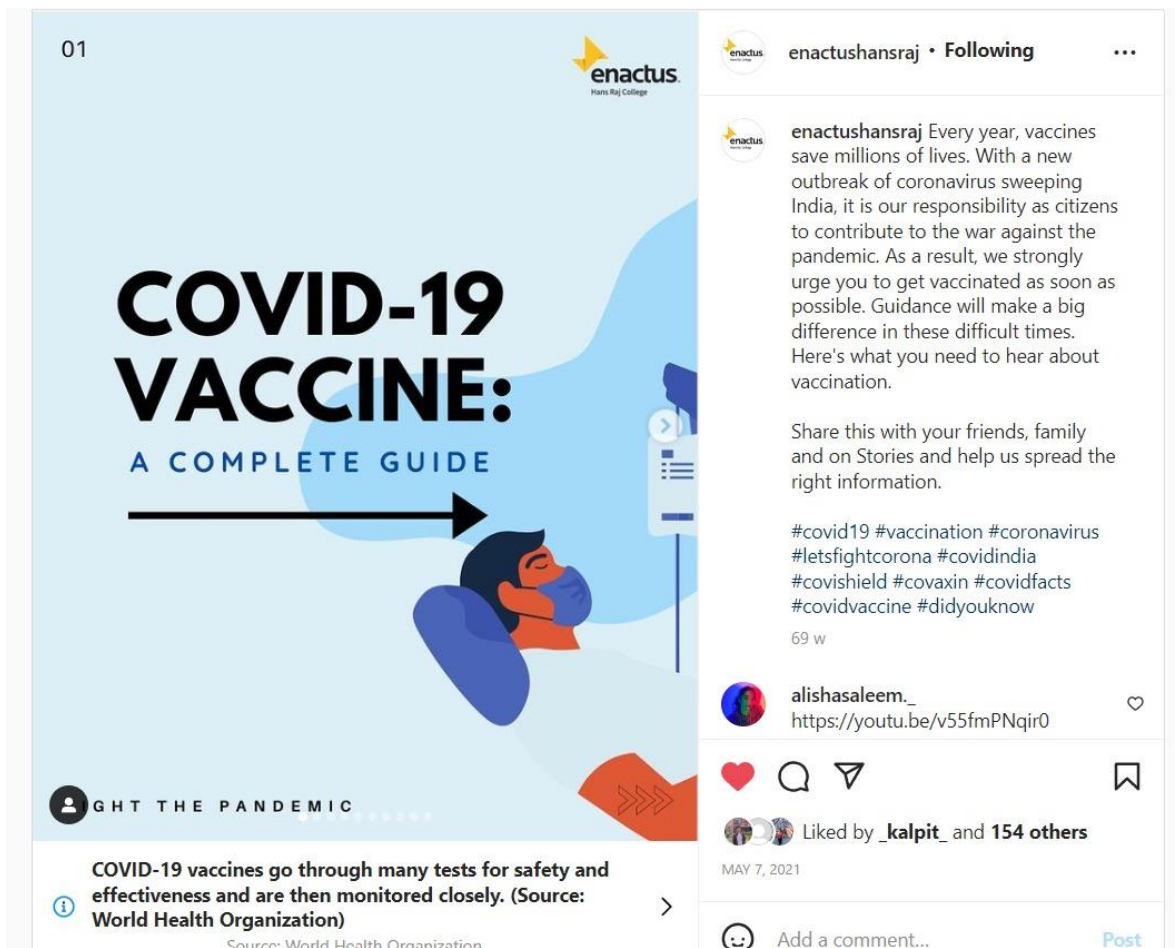 01
enactus.
Hans Raj College
COVID-19
VACCINE:
A COMPLETE GUIDE
GHT THE PANDEMIC
COVID-19 vaccines go through many tests for safety and
effectiveness and are then monitored closely. (Source:
World Health Organization)
Source: World Health Organization
enactus
enactushansraj • Following
enactus
enactushansraj Every year, vaccines
save millions of lives. With a new
outbreak of coronavirus sweeping
India, it is our responsibility as citizens
to contribute to the war against the
pandemic. As a result, we strongly
urge you to get vaccinated as soon as
possible. Guidance will make a big
difference in these difficult times.
Here's what you need to hear about
vaccination.
Share this with your friends, family
and on Stories and help us spread the
right information.
#covid19 #vaccination #coronavirus
#letsfightcorona #covidindia
#covishield #covaxin #covidfacts
#covidvaccine #didyouknow
69 w
alishasaleem._
https://youtu.be/v55fmPNqir0
Liked by _kalpit_ and 154 others
MAY 7, 2021
Add a comment...
Post